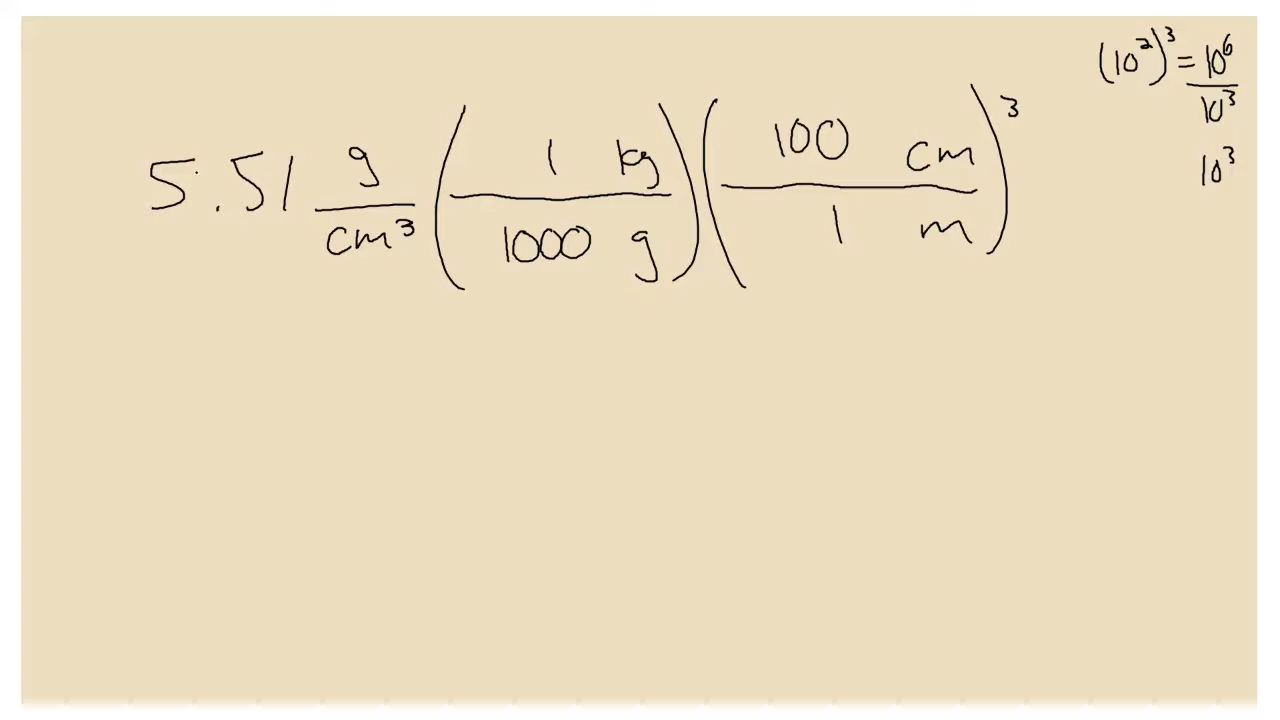 5.51 g/cm³ (1 kg / 1000 g) (100 cm / 1 m)³
(10²)³ = 10⁶ / 10³
10³